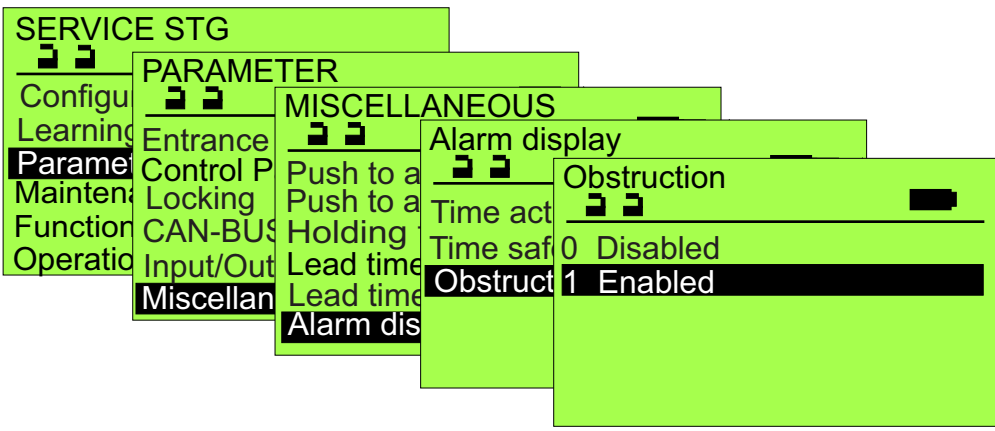 SERVICE STG
Configu
Learning
Paramet
Maintena
Function
Operatio
PARAMETER
Entrance
Control P
Locking
CAN-BUS
Input/Out
Miscellan
MISCELLANEOUS
Push to a
Push to a
Holding
Lead time
Lead time
Alarm dis
Alarm display
Time act
Time safe
Obstruct
Obstruction
0 Disabled
1 Enabled